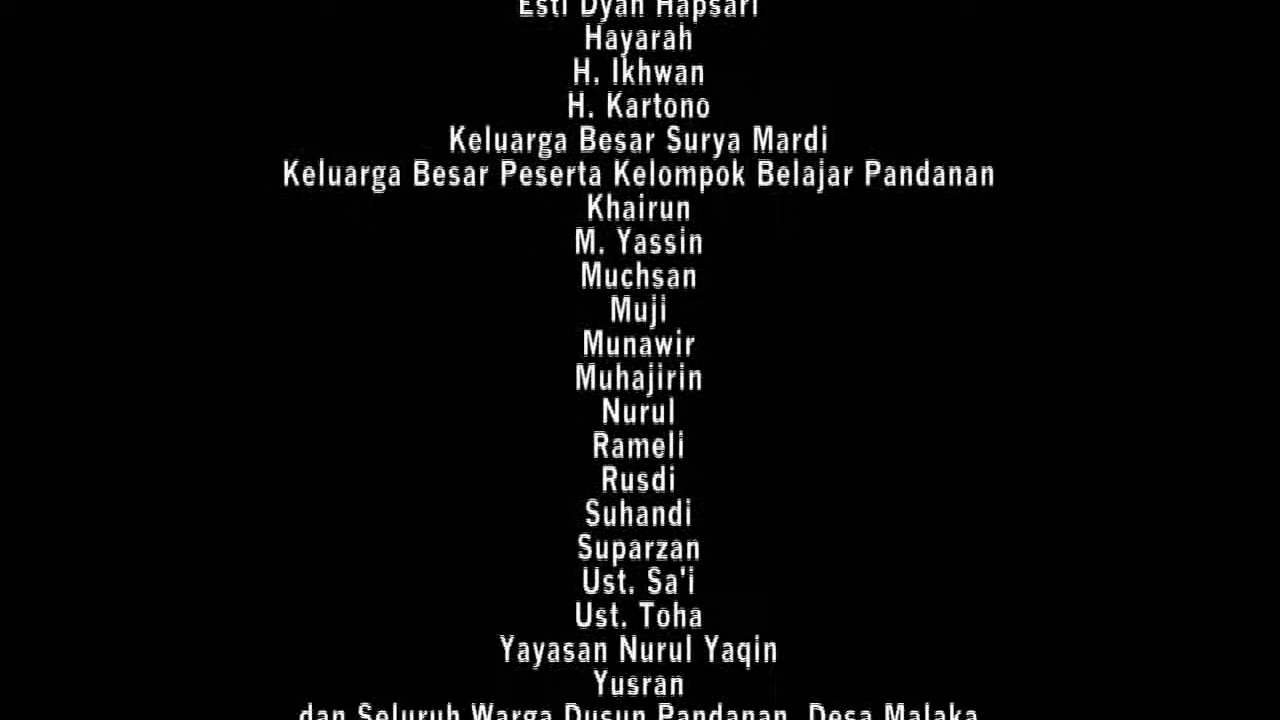 Esti Dyah Hapsari
Hayarah
H. Ikhwan
H. Kartono
Keluarga Besar Surya Mardi
Keluarga Besar Peserta Kelompok Belajar Pandanan
Khairun
M. Yassin
Muchsan
Muji
Munawir
Muhajirin
Nurul
Rameli
Rusdi
Suhandi
Suparzan
Ust. Sa'i
Ust. Toha
Yayasan Nurul Yaqin
Yusran
dan Seluruh Warga Dusun Pandanan, Desa Malaka